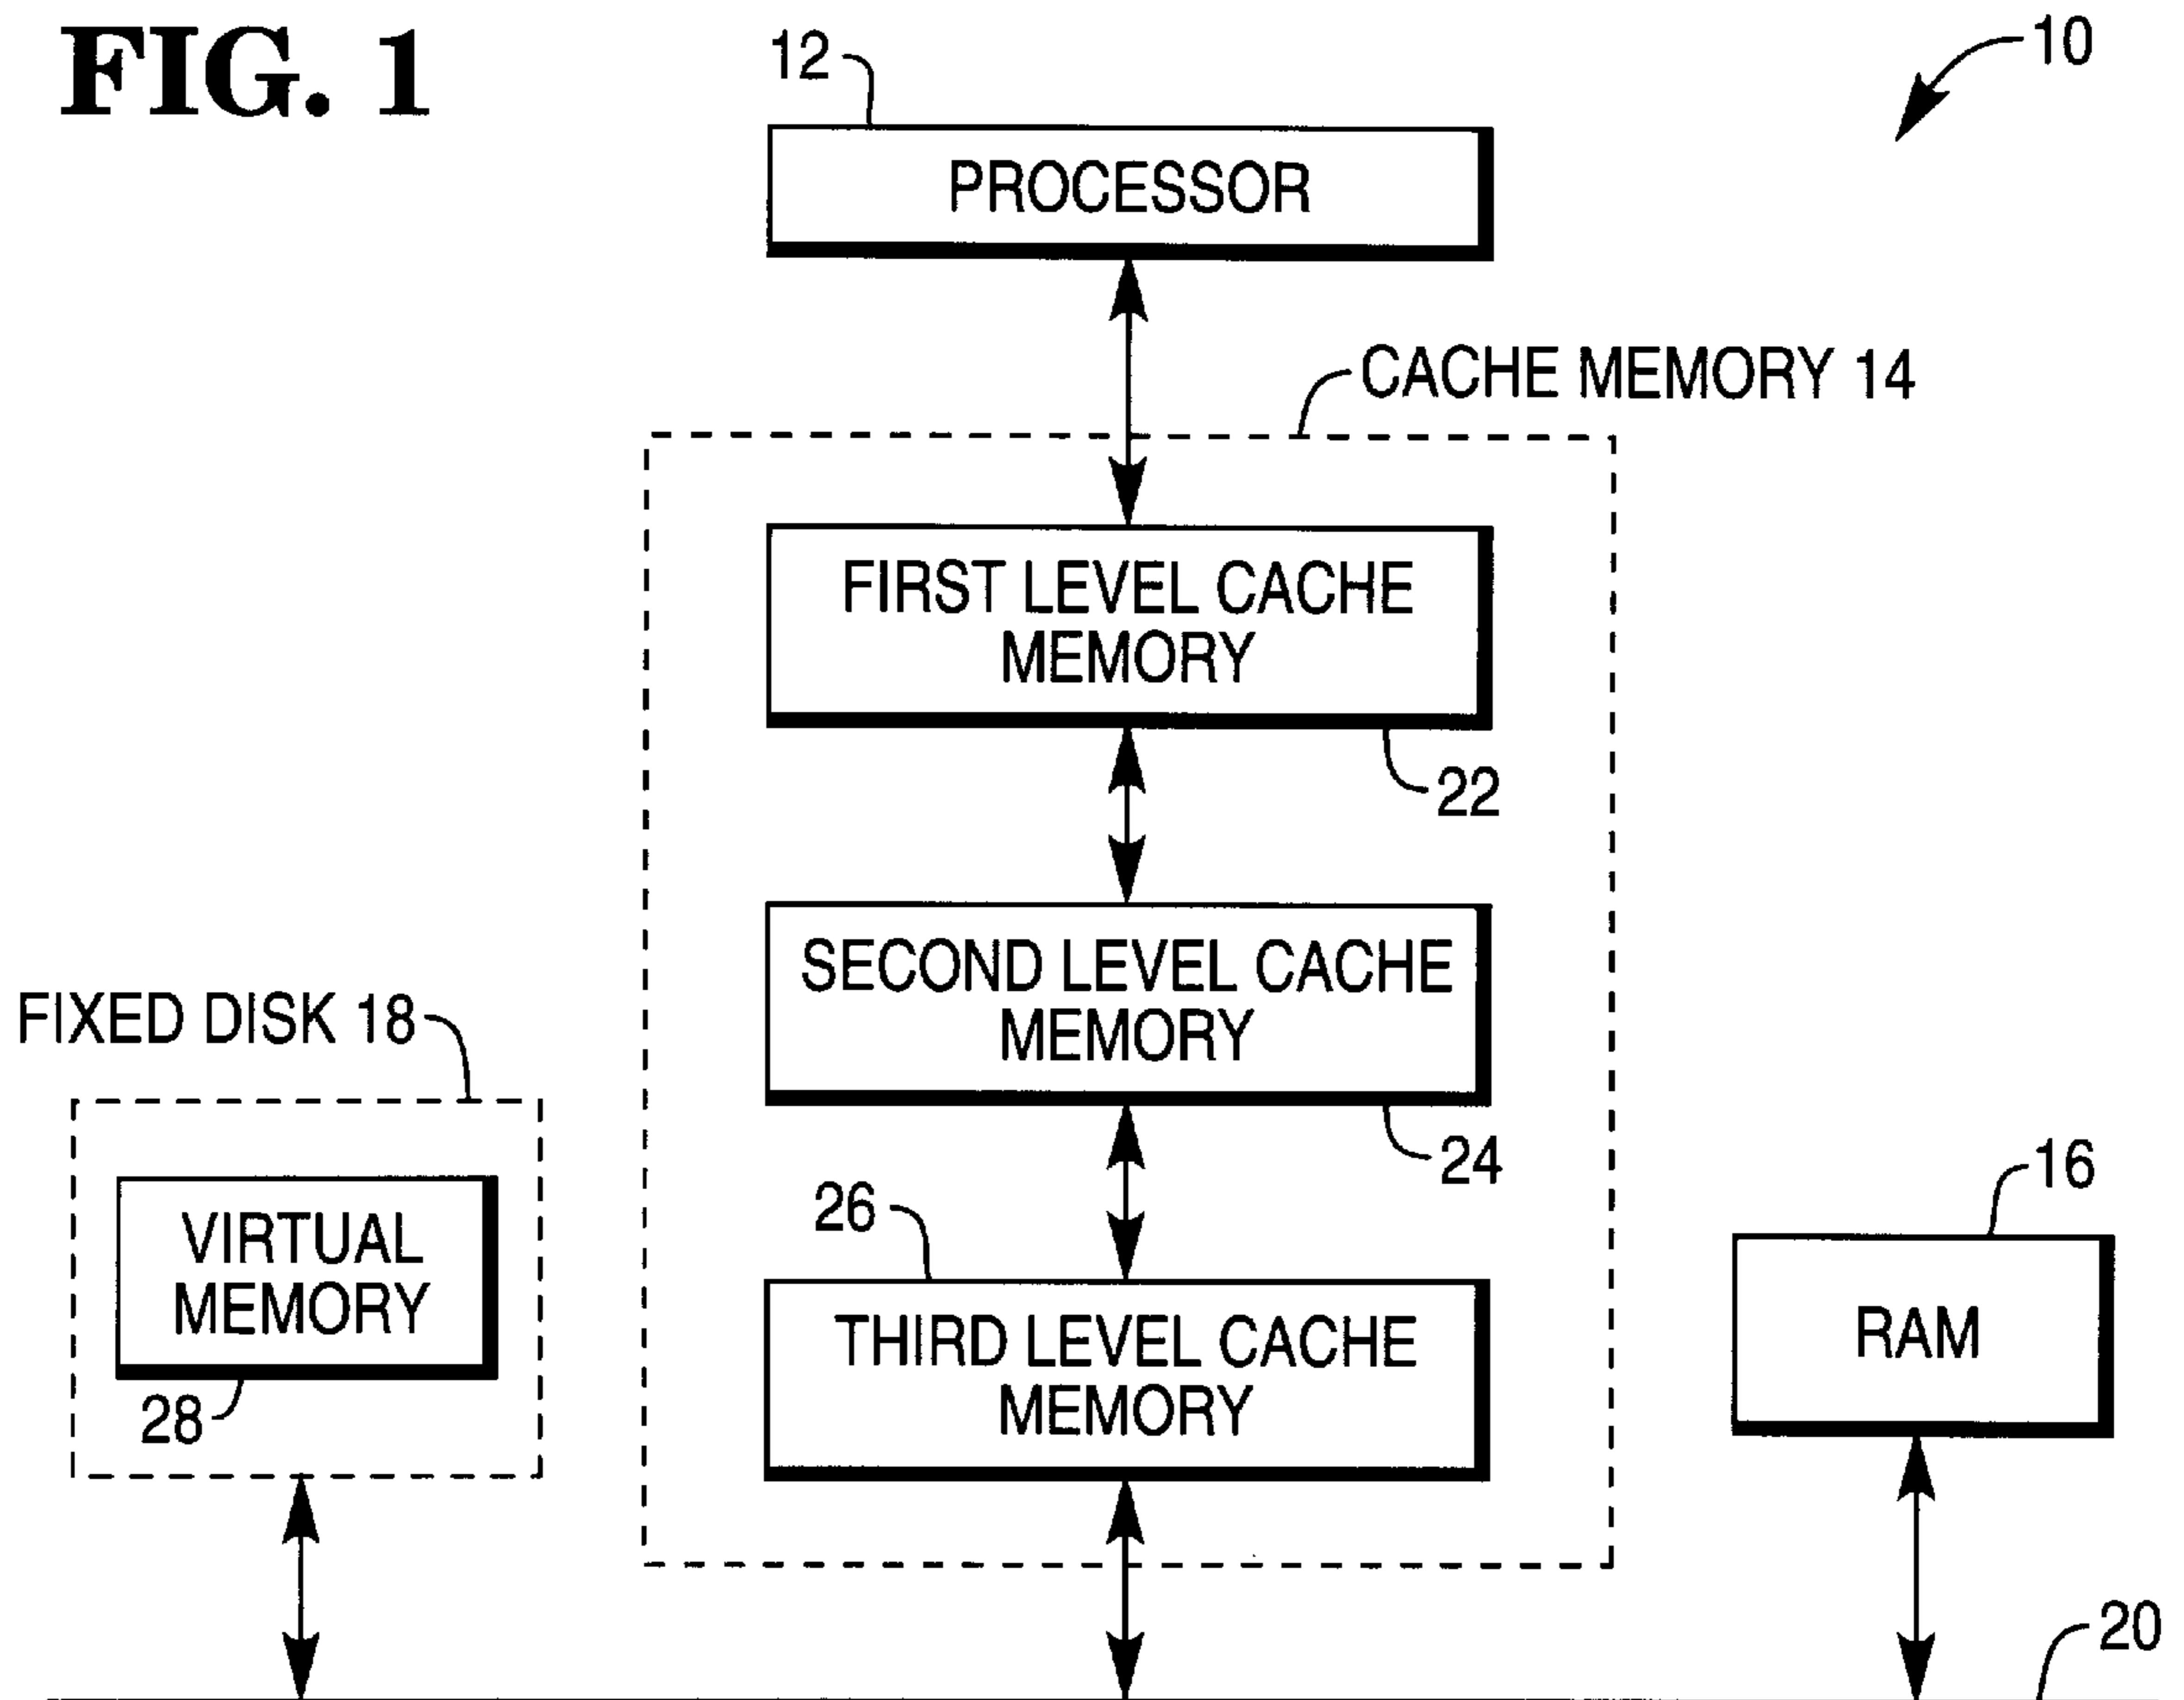 FIG. 1
10
12
PROCESSOR
CACHE MEMORY 14
FIRST LEVEL CACHE
MEMORY
22
SECOND LEVEL CACHE
MEMORY
24
FIXED DISK 18
VIRTUAL
MEMORY
28
26
THIRD LEVEL CACHE
MEMORY
16
RAM
20